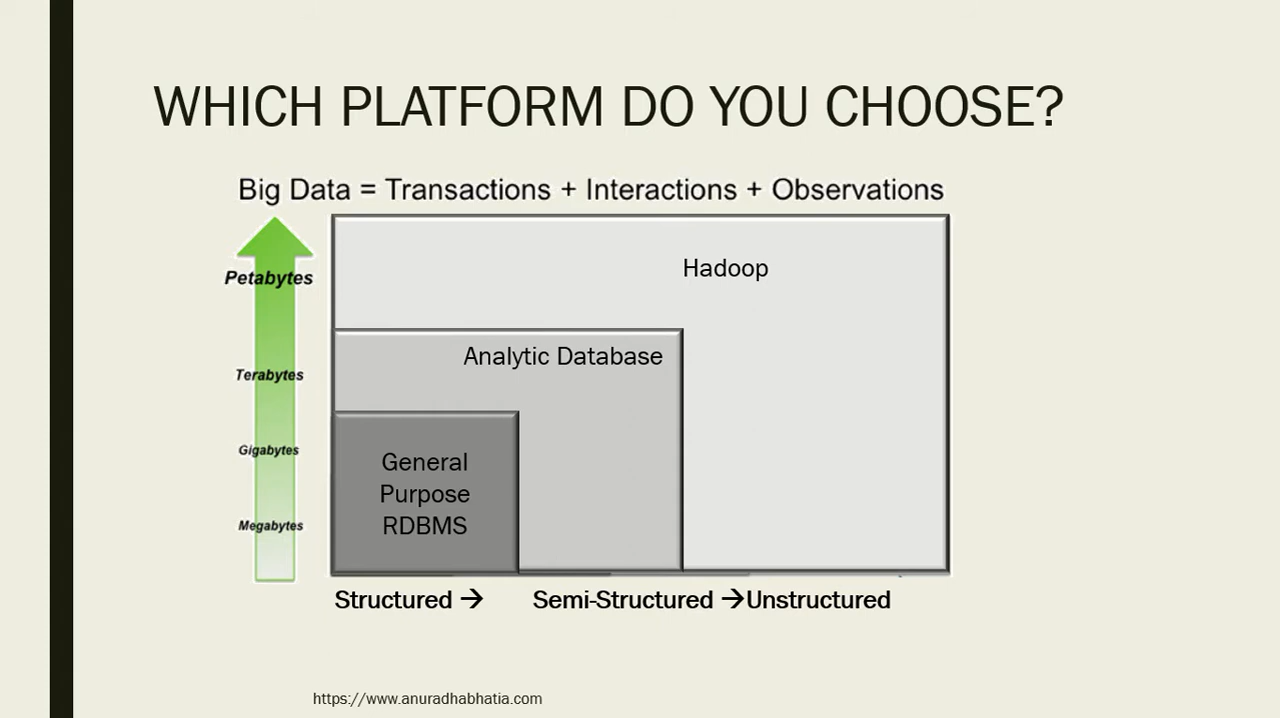 WHICH PLATFORM DO YOU CHOOSE?
Big Data = Transactions + Interactions + Observations
Petabytes
Hadoop
Analytic Database
Terabytes
Gigabytes
General
Purpose
RDBMS
Megabytes
Structured → Semi-Structured →Unstructured
https://www.anuradhabhatia.com